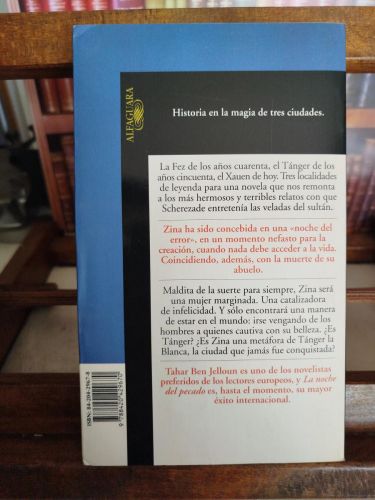 ALFAGUARA
Historia en la magia de tres ciudades.
La Fez de los años cuarenta, el Tánger de los
años cincuenta, el Xauen de hoy. Tres localidades
de leyenda para una novela que nos remonta
a los más hermosos y terribles relatos con que
Scherezade entretenía las veladas del sultán.
Zina ha sido concebida en una «noche del
error», en un momento nefasto para la
creación, cuando nada debe acceder a la vida.
Coincidiendo, además, con la muerte de su
abuelo.
Maldita de la suerte para siempre, Zina será
una mujer marginada. Una catalizadora
de infelicidad. Y sólo encontrará una manera
de estar en el mundo: irse vengando de los
hombres a quienes cautiva con su belleza. ¿Es
Tánger? ¿Es Zina una metáfora de Tánger la
Blanca, la ciudad que jamás fue conquistada?
Tahar Ben Jelloun es uno de los novelistas
preferidos de los lectores europeos, y La noche
del pecado es, hasta el momento, su mayor
éxito internacional.